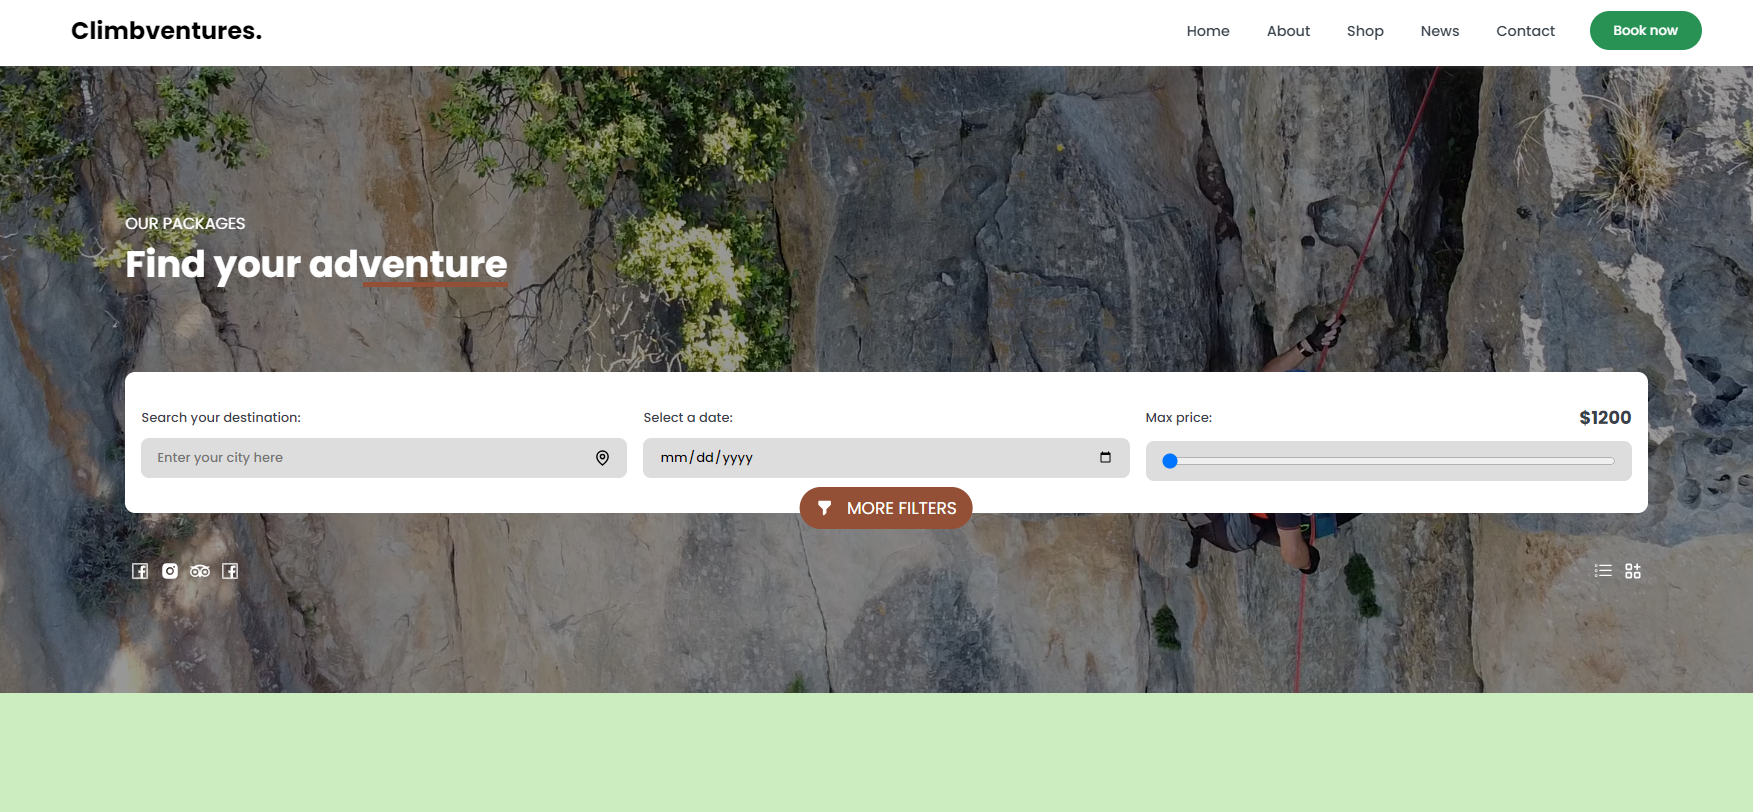 Climbventures.
Home About Shop News Contact Book now
OUR PACKAGES
Find your adventure
Search your destination: Select a date: Max price: $1200
Enter your city here mm/dd/yyyy
MORE FILTERS